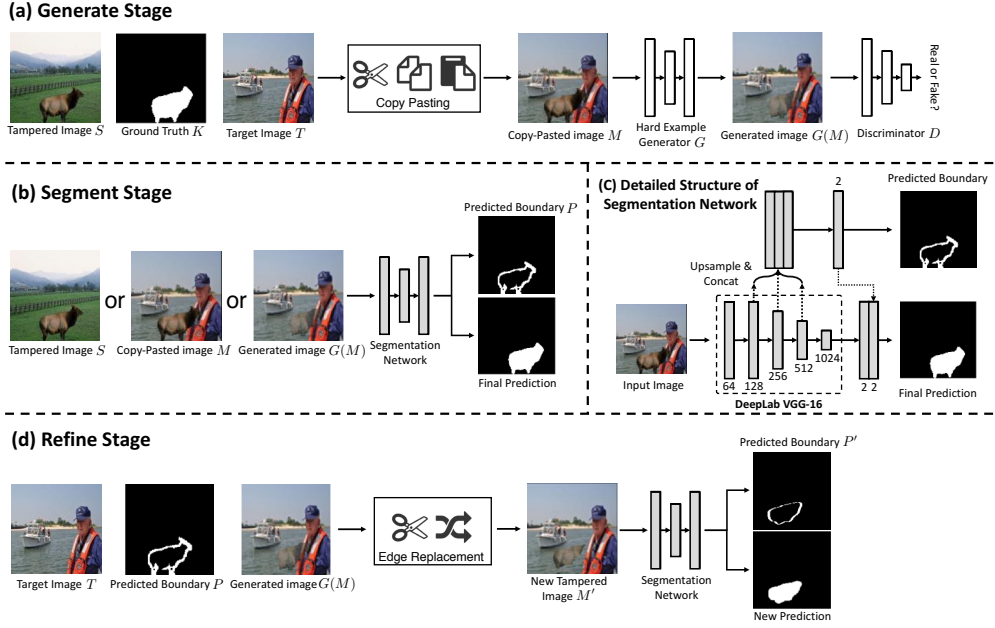 (a) Generate Stage
Tampered Image S
Ground Truth K
Target Image T
Copy Pasting
Copy-Pasted image M
Hard Example
Generator G
Generated image G(M)
Discriminator D
Real or Fake?
(b) Segment Stage
Tampered Image S
or
Copy-Pasted image M
or
Generated image G(M)
Segmentation
Network
Predicted Boundary P
Final Prediction
(C) Detailed Structure of
Segmentation Network
Input Image
Upsample &
Concat
64
128
256
512
1024
DeepLab VGG-16
2
2 2
Predicted Boundary
Final Prediction
(d) Refine Stage
Target Image T
Predicted Boundary P
Generated image G(M)
Edge Replacement
New Tampered
Image M′
Segmentation
Network
Predicted Boundary P′
New Prediction